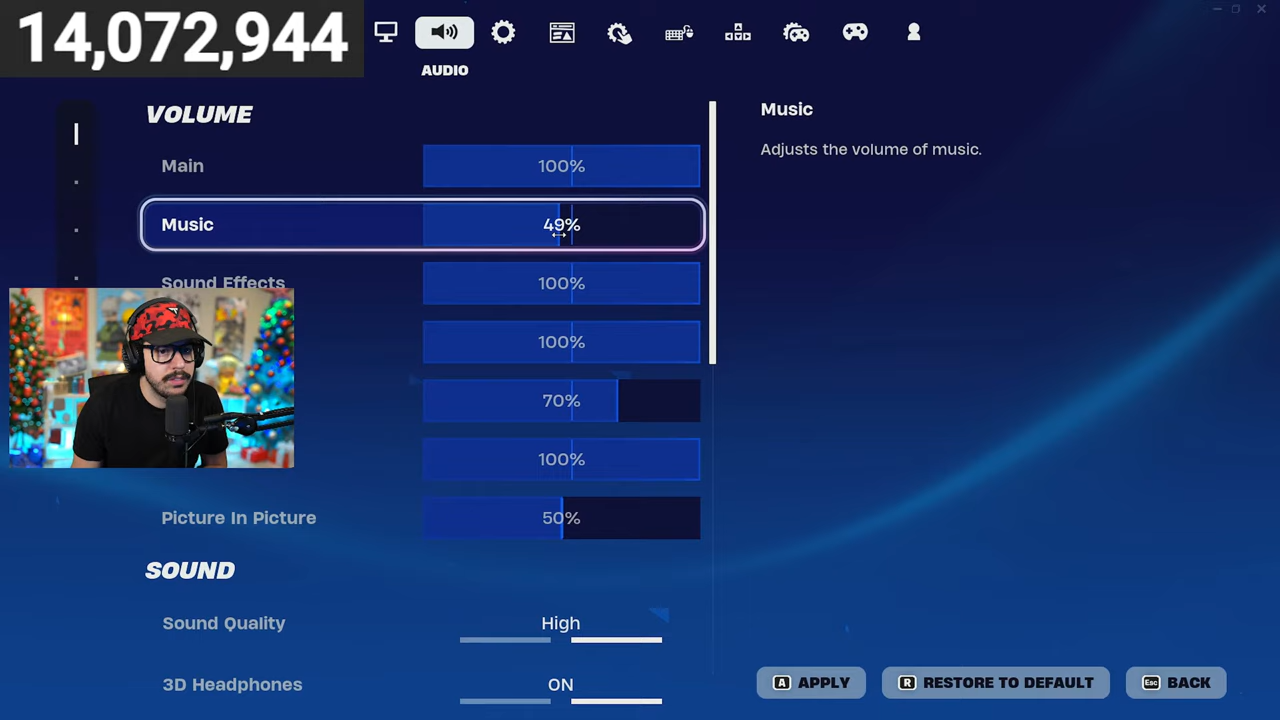 14,072,944
AUDIO
VOLUME
Main 100%
Music 49%
Sound Effects 100%
100%
70%
100%
Picture In Picture 50%
SOUND
Sound Quality High
3D Headphones ON
Music
Adjusts the volume of music.
A APPLY
R RESTORE TO DEFAULT
Esc BACK